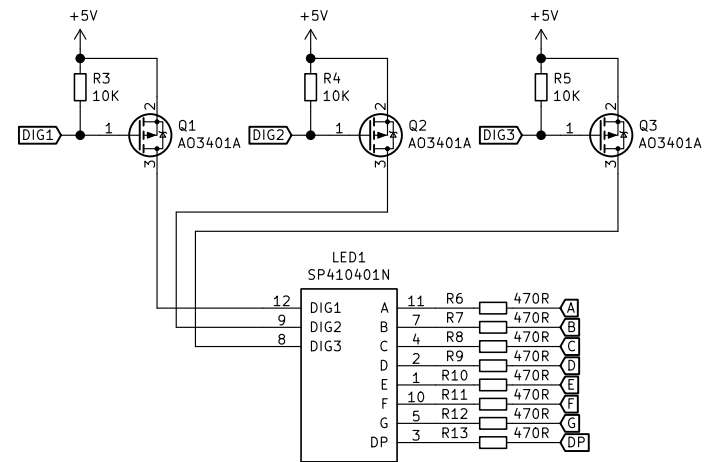 +5V +5V +5V
R3 R4 R5
10K 10K 10K
2 2 2
DIG1 1 Q1 DIG2 1 Q2 DIG3 1 Q3
AO3401A AO3401A AO3401A
3 3 3
LED1
SP410401N
12 DIG1 A 11 R6 470R A
9 DIG2 B 7 R7 470R B
8 DIG3 C 4 R8 470R C
D 2 R9 470R D
E 1 R10 470R E
F 10 R11 470R F
G 5 R12 470R G
DP 3 R13 470R DP